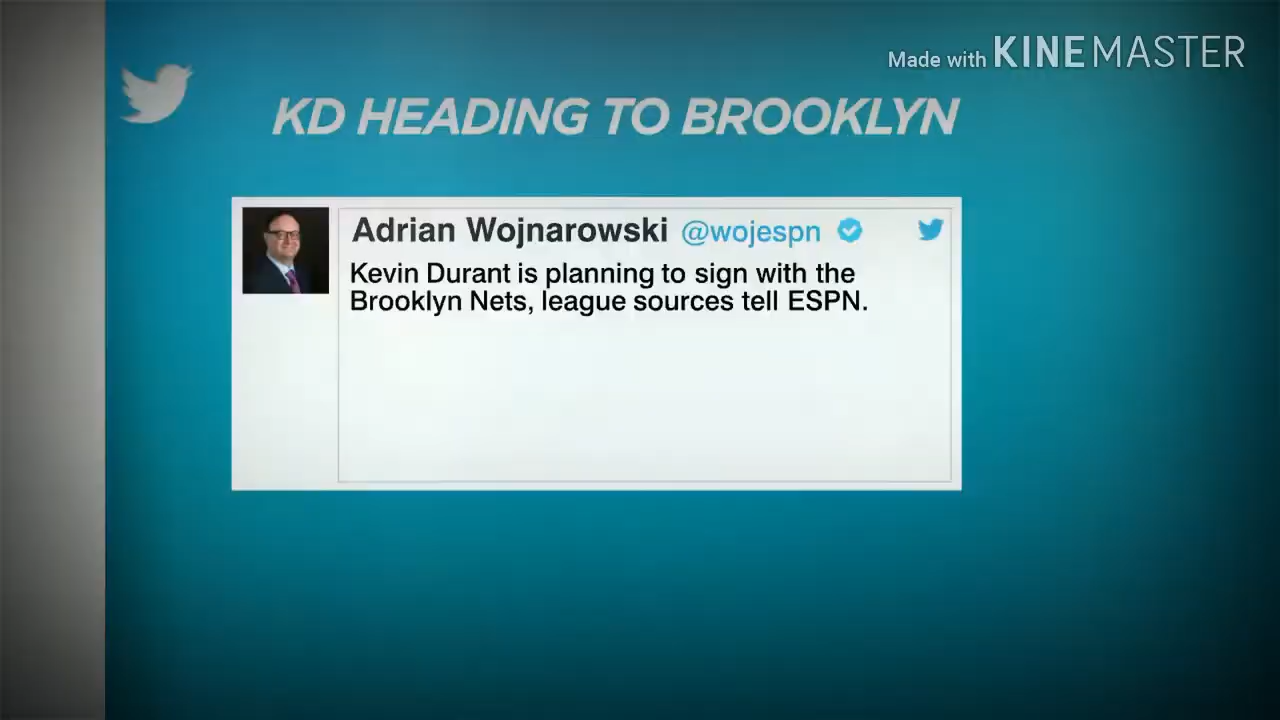 Made with KINEMASTER
KD HEADING TO BROOKLYN
Adrian Wojnarowski @wojespn
Kevin Durant is planning to sign with the
Brooklyn Nets, league sources tell ESPN.